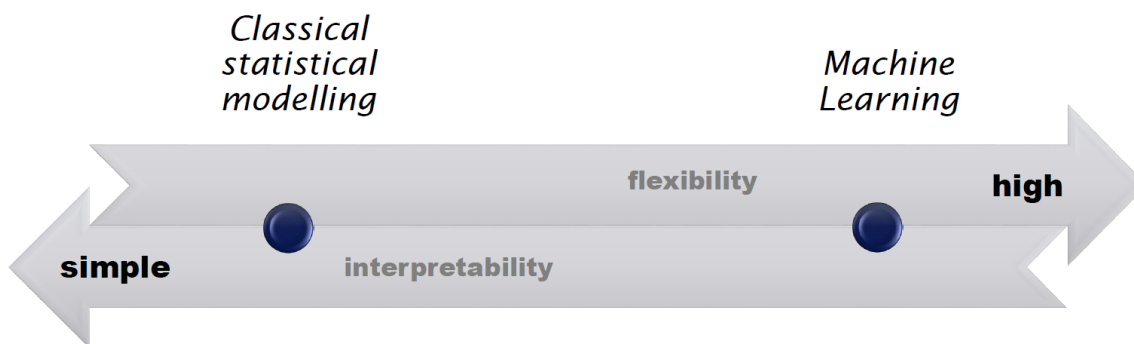 Classical
statistical
modelling
Machine
Learning
flexibility
high
simple
interpretability